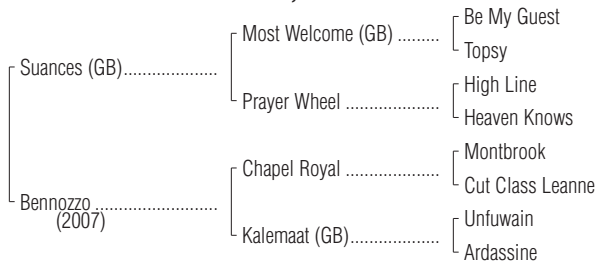 Be My Guest
Most Welcome (GB) .........
Topsy
Suances (GB)....................
High Line
Prayer Wheel ....................
Heaven Knows
Montbrook
Chapel Royal ....................
Cut Class Leanne
Bennozzo ..........................
(2007)
Unfuwain
Kalemaat (GB)...................
Ardassine